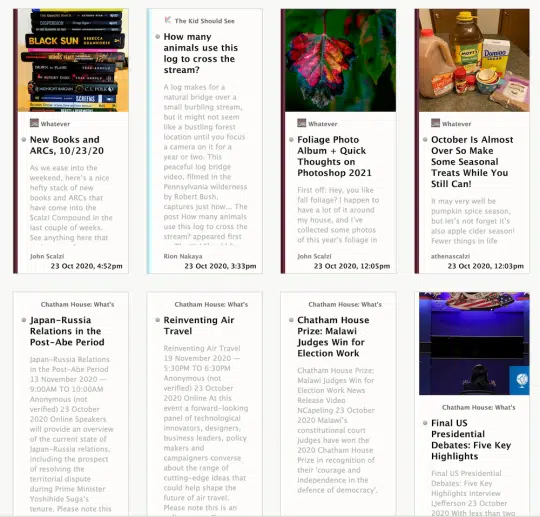 BLACK SUN
REBECCA ROANHORSE
SCREENS
Whatever
New Books and
ARCs, 10/23/20
As we ease into the
weekend, here's a nice
hefty stack of new
books and ARCs that
have come into the
Scalzi Compound in the
last couple of weeks.
See anything here that
John Scalzi
23 Oct 2020, 4:52pm
The Kid Should See
How many
animals use this
log to cross the
stream?
A log makes for a
natural bridge over a
small burbling stream,
but it might not seem
like a bustling forest
location until you focus
a camera on it for a
year or two. This
peaceful log bridge
video, filmed in the
Pennsylvania wilderness
by Robert Bush,
captures just how... The
post How many animals
use this log to cross the
stream? appeared first
Rion Nakaya
23 Oct 2020, 3:33pm
Whatever
Foliage Photo
Album + Quick
Thoughts on
Photoshop 2021
First off: Hey, you like
fall foliage? I happen to
have a lot of it around
my house, and I've
collected some photos
of this year's foliage in
John Scalzi
23 Oct 2020, 12:05pm
Domino
Whatever
October Is Almost
Over So Make
Some Seasonal
Treats While You
Still Can!
It may very well be
pumpkin spice season,
but let's not forget it's
also apple cider season!
Fewer things in life
athenascalzi
23 Oct 2020, 12:03pm
Chatham House: What's
Japan-Russia
Relations in the
Post-Abe Period
Japan-Russia Relations
in the Post-Abe Period
13 November 2020 —
9:00AM TO 10:00AM
Anonymous (not
verified) 23 October
2020 Online Speakers
will provide an overview
of the current state of
Japan-Russia relations,
including the prospect
of resolving the
territorial dispute
during Prime Minister
Yoshihide Suga's
tenure. Please note this
Chatham House: What's
Reinventing Air
Travel
Reinventing Air Travel
19 November 2020 —
5:30PM TO 6:30PM
Anonymous (not
verified) 23 October
2020 Online At this
event a forward-looking
panel of technological
innovators, designers,
business leaders, policy
makers and
campaigners converse
about the range of
cutting-edge ideas that
could help shape the
future of air travel.
Please note this is an
Chatham House: What's
Chatham House
Prize: Malawi
Judges Win for
Election Work
Chatham House Prize:
Malawi Judges Win for
Election Work News
Release Video
NCapeling 23 October
2020 Malawi's
constitutional court
judges have won the
2020 Chatham House
Prize in recognition of
their 'courage and
independence in the
defence of democracy'.
Chatham House: What's
Final US
Presidential
Debates: Five Key
Highlights
Final US Presidential
Debates: Five Key
Highlights Interview
LJefferson 23 October
2020 With less than two